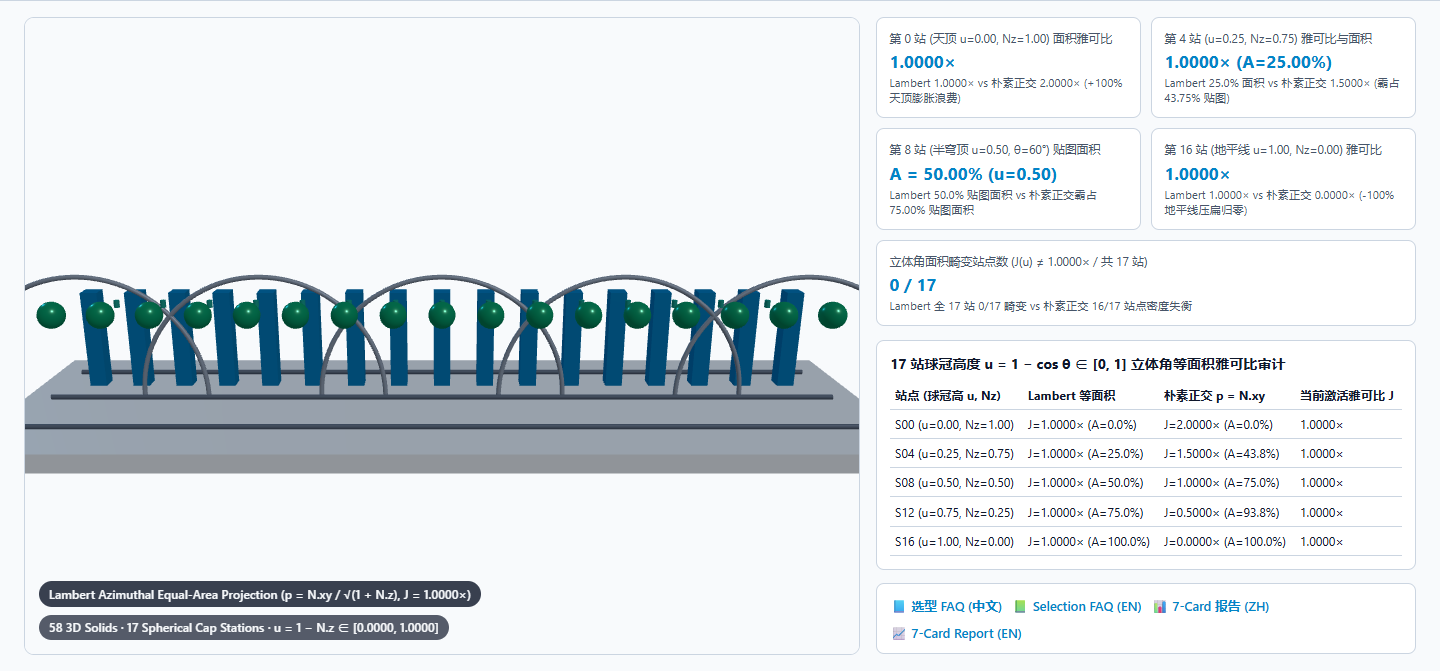 Lambert Azimuthal Equal-Area Projection (p = N.xy / √(1 + N.z), J = 1.0000×)
58 3D Solids · 17 Spherical Cap Stations · u = 1 − N.z ∈ [0.0000, 1.0000]
第 0 站 (天顶 u=0.00, Nz=1.00) 面积雅可比
1.0000×
Lambert 1.0000× vs 朴素正交 2.0000× (+100%
天顶膨胀浪费)
第 4 站 (u=0.25, Nz=0.75) 雅可比与面积
1.0000× (A=25.00%)
Lambert 25.0% 面积 vs 朴素正交 1.5000× (霸占
43.75% 贴图)
第 8 站 (半穹顶 u=0.50, θ=60°) 贴图面积
A = 50.00% (u=0.50)
Lambert 50.0% 贴图面积 vs 朴素正交霸占
75.00% 贴图面积
第 16 站 (地平线 u=1.00, Nz=0.00) 雅可比
1.0000×
Lambert 1.0000× vs 朴素正交 0.0000× (-100%
地平线压扁归零)
立体角面积畸变站点数 (J(u) ≠ 1.0000× / 共 17 站)
0 / 17
Lambert 全 17 站 0/17 畸变 vs 朴素正交 16/17 站点密度失衡
17 站球冠高度 u = 1 − cos θ ∈ [0, 1] 立体角等面积雅可比审计
站点 (球冠高 u, Nz) Lambert 等面积 朴素正交 p = N.xy 当前激活雅可比 J
S00 (u=0.00, Nz=1.00) J=1.0000× (A=0.0%) J=2.0000× (A=0.0%) 1.0000×
S04 (u=0.25, Nz=0.75) J=1.0000× (A=25.0%) J=1.5000× (A=43.8%) 1.0000×
S08 (u=0.50, Nz=0.50) J=1.0000× (A=50.0%) J=1.0000× (A=75.0%) 1.0000×
S12 (u=0.75, Nz=0.25) J=1.0000× (A=75.0%) J=0.5000× (A=93.8%) 1.0000×
S16 (u=1.00, Nz=0.00) J=1.0000× (A=100.0%) J=0.0000× (A=100.0%) 1.0000×
选型 FAQ (中文) Selection FAQ (EN) 7-Card 报告 (ZH)
7-Card Report (EN)